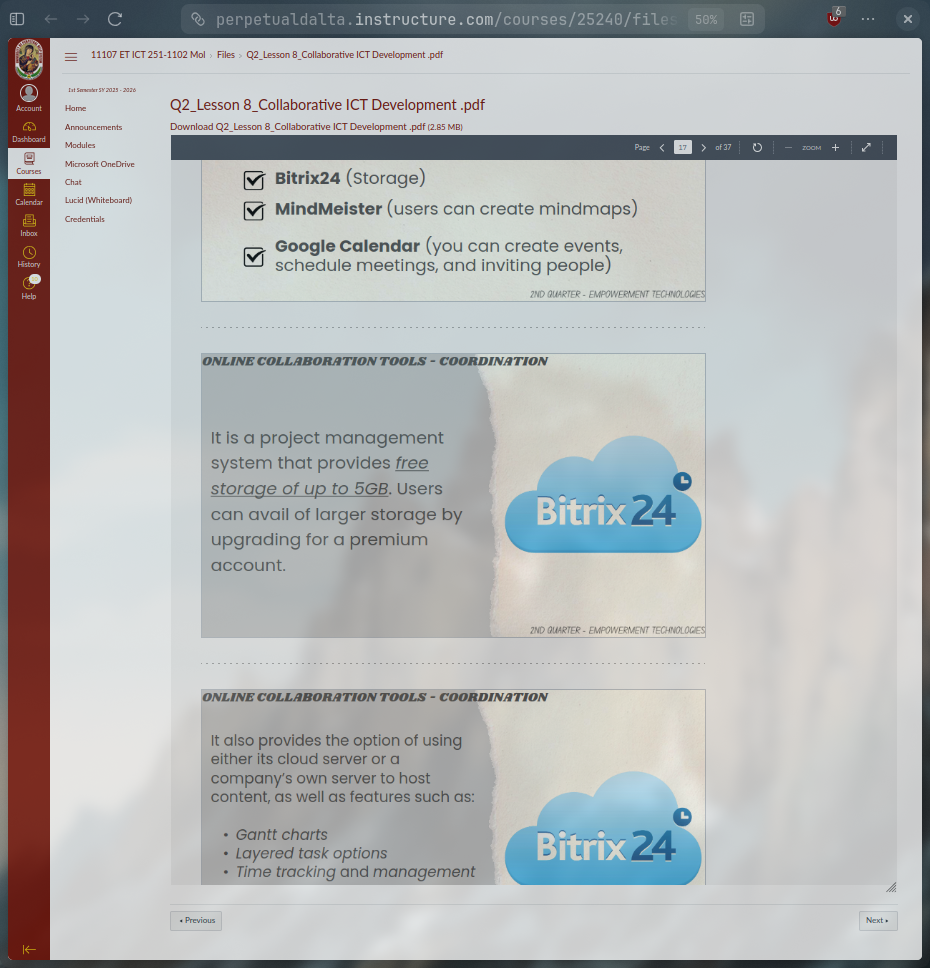 perpetualdalta.instructure.com/courses/25240/files
50%
6
11107 ET ICT 251-1102 Mol › Files › Q2_Lesson 8_Collaborative ICT Development .pdf
1st Semester SY 2025 - 2026
Home
Announcements
Modules
Microsoft OneDrive
Chat
Lucid (Whiteboard)
Credentials
Account
Dashboard
Courses
Calendar
Inbox
History
Help
Q2_Lesson 8_Collaborative ICT Development .pdf
Download Q2_Lesson 8_Collaborative ICT Development .pdf (2.85 MB)
Page 17 of 37 ZOOM
Bitrix24 (Storage)
MindMeister (users can create mindmaps)
Google Calendar (you can create events,
schedule meetings, and inviting people)
2ND QUARTER - EMPOWERMENT TECHNOLOGIES
ONLINE COLLABORATION TOOLS - COORDINATION
It is a project management
system that provides free
storage of up to 5GB. Users
can avail of larger storage by
upgrading for a premium
account.
Bitrix 24
2ND QUARTER - EMPOWERMENT TECHNOLOGIES
ONLINE COLLABORATION TOOLS - COORDINATION
It also provides the option of using
either its cloud server or a
company's own server to host
content, as well as features such as:
• Gantt charts
• Layered task options
• Time tracking and management
Bitrix 24
◂ Previous
Next ▸